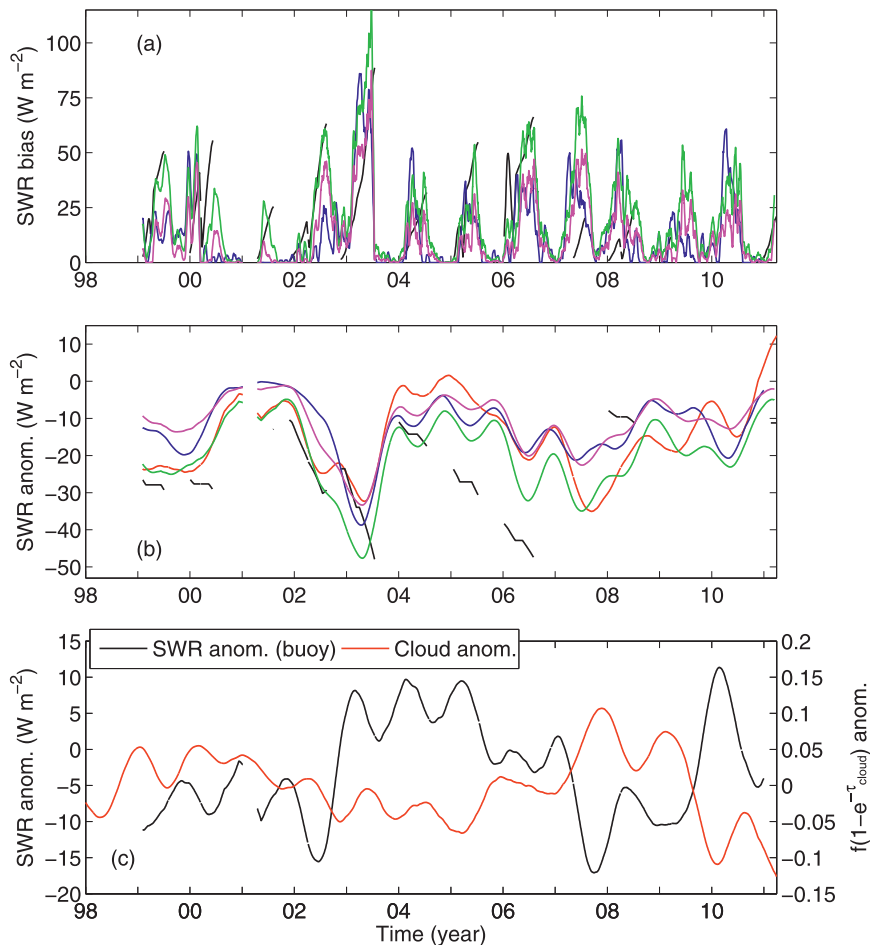 (a)
SWR bias (W m⁻²)
100
75
50
25
0
98 00 02 04 06 08 10
(b)
SWR anom. (W m⁻²)
10
0
−10
−20
−30
−40
−50
98 00 02 04 06 08 10
SWR anom. (buoy) Cloud anom.
(c)
SWR anom. (W m⁻²)
15
10
5
0
−5
−10
−15
−20
0.2
0.15
0.1
0.05
0
−0.05
−0.1
−0.15
f(1−e^{−τ_cloud}) anom.
98 00 02 04 06 08 10
Time (year)